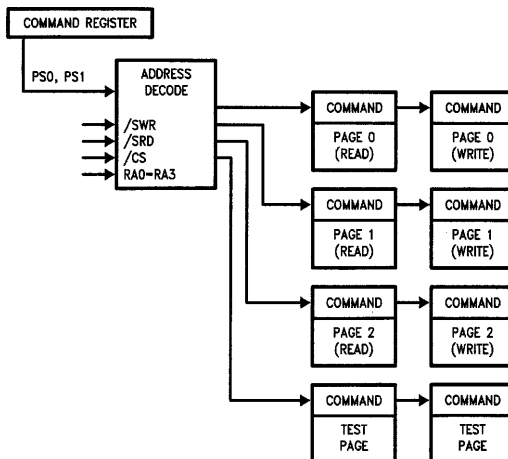 COMMAND REGISTER
PS0, PS1
ADDRESS
DECODE
/SWR
/SRD
/CS
RA0-RA3
COMMAND
PAGE 0
(READ)
COMMAND
PAGE 0
(WRITE)
COMMAND
PAGE 1
(READ)
COMMAND
PAGE 1
(WRITE)
COMMAND
PAGE 2
(READ)
COMMAND
PAGE 2
(WRITE)
COMMAND
TEST
PAGE
COMMAND
TEST
PAGE